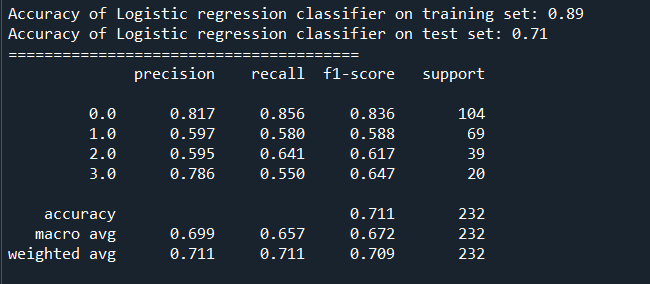 Accuracy of Logistic regression classifier on training set: 0.89
Accuracy of Logistic regression classifier on test set: 0.71
=======================================
precision recall f1-score support
0.0 0.817 0.856 0.836 104
1.0 0.597 0.580 0.588 69
2.0 0.595 0.641 0.617 39
3.0 0.786 0.550 0.647 20
accuracy 0.711 232
macro avg 0.699 0.657 0.672 232
weighted avg 0.711 0.711 0.709 232